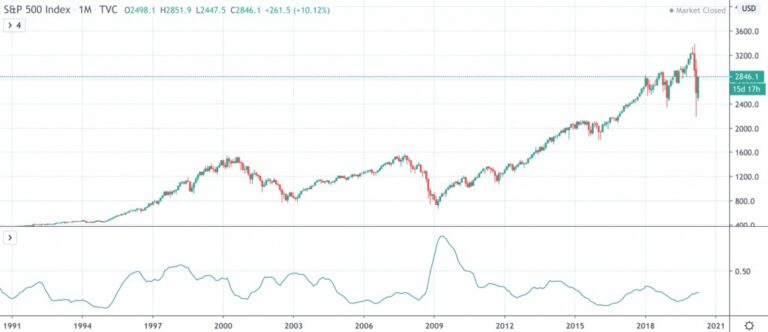 S&P 500 Index · 1M · TVC O2498.1 H2851.9 L2447.5 C2846.1 +261.5 (+10.12%)
Market Closed
USD
4
3600.0
3200.0
2846.1
15d 17h
2400.0
2000.0
1600.0
1200.0
800.0
400.0
0.50
1991 1994 1997 2000 2003 2006 2009 2012 2015 2018 2021